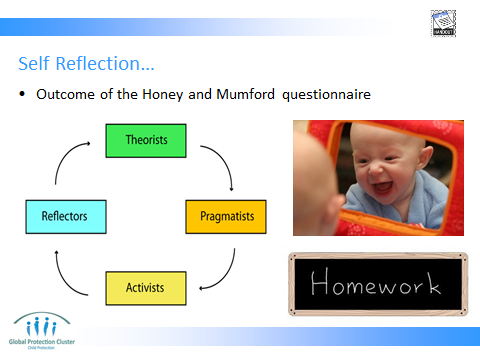 HANDOUT
Self Reflection...
• Outcome of the Honey and Mumford questionnaire
Theorists
Reflectors
Pragmatists
Activists
Homework
Global Protection Cluster
Child Protection